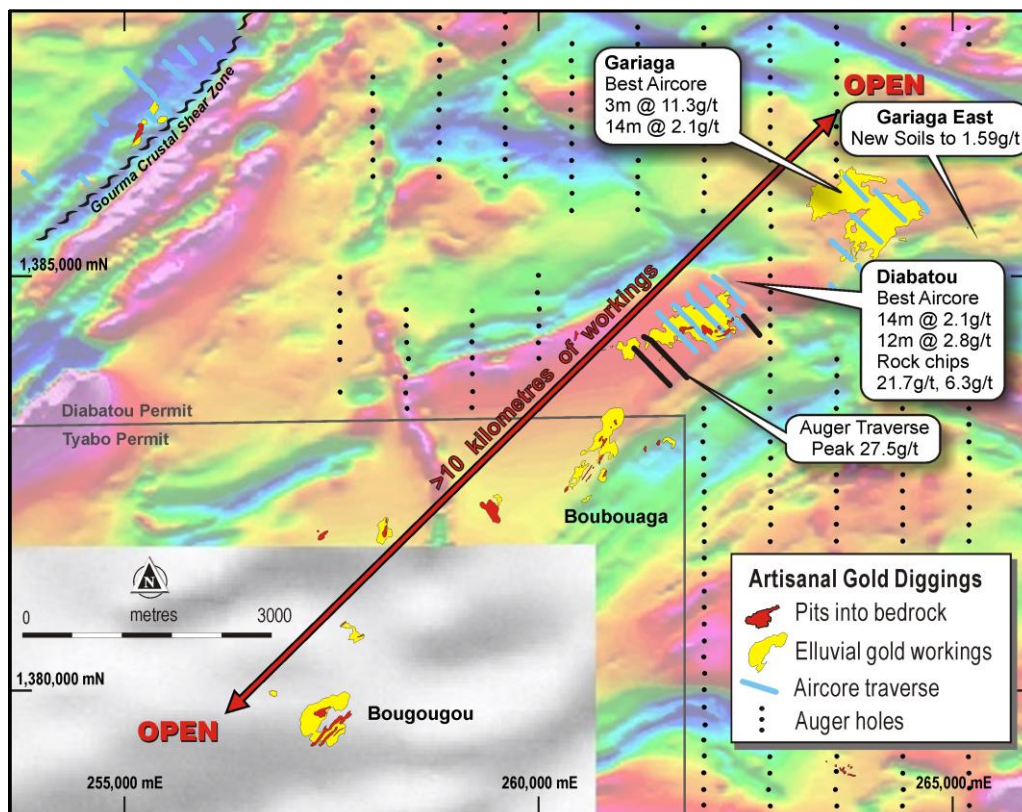 Gourma Crustal Shear Zone
Gariaga
Best Aircore
3m @ 11.3g/t
14m @ 2.1g/t
OPEN
Gariaga East
New Soils to 1.59g/t
1,385,000 mN
>10 kilometres of workings
Diabatou
Best Aircore
14m @ 2.1g/t
12m @ 2.8g/t
Rock chips
21.7g/t, 6.3g/t
Diabatou Permit
Tyabo Permit
Auger Traverse
Peak 27.5g/t
Boubouaga
N
0 metres 3000
Artisanal Gold Diggings
Pits into bedrock
Elluvial gold workings
Aircore traverse
Auger holes
1,380,000 mN
OPEN
Bougougou
255,000 mE
260,000 mE
265,000 mE